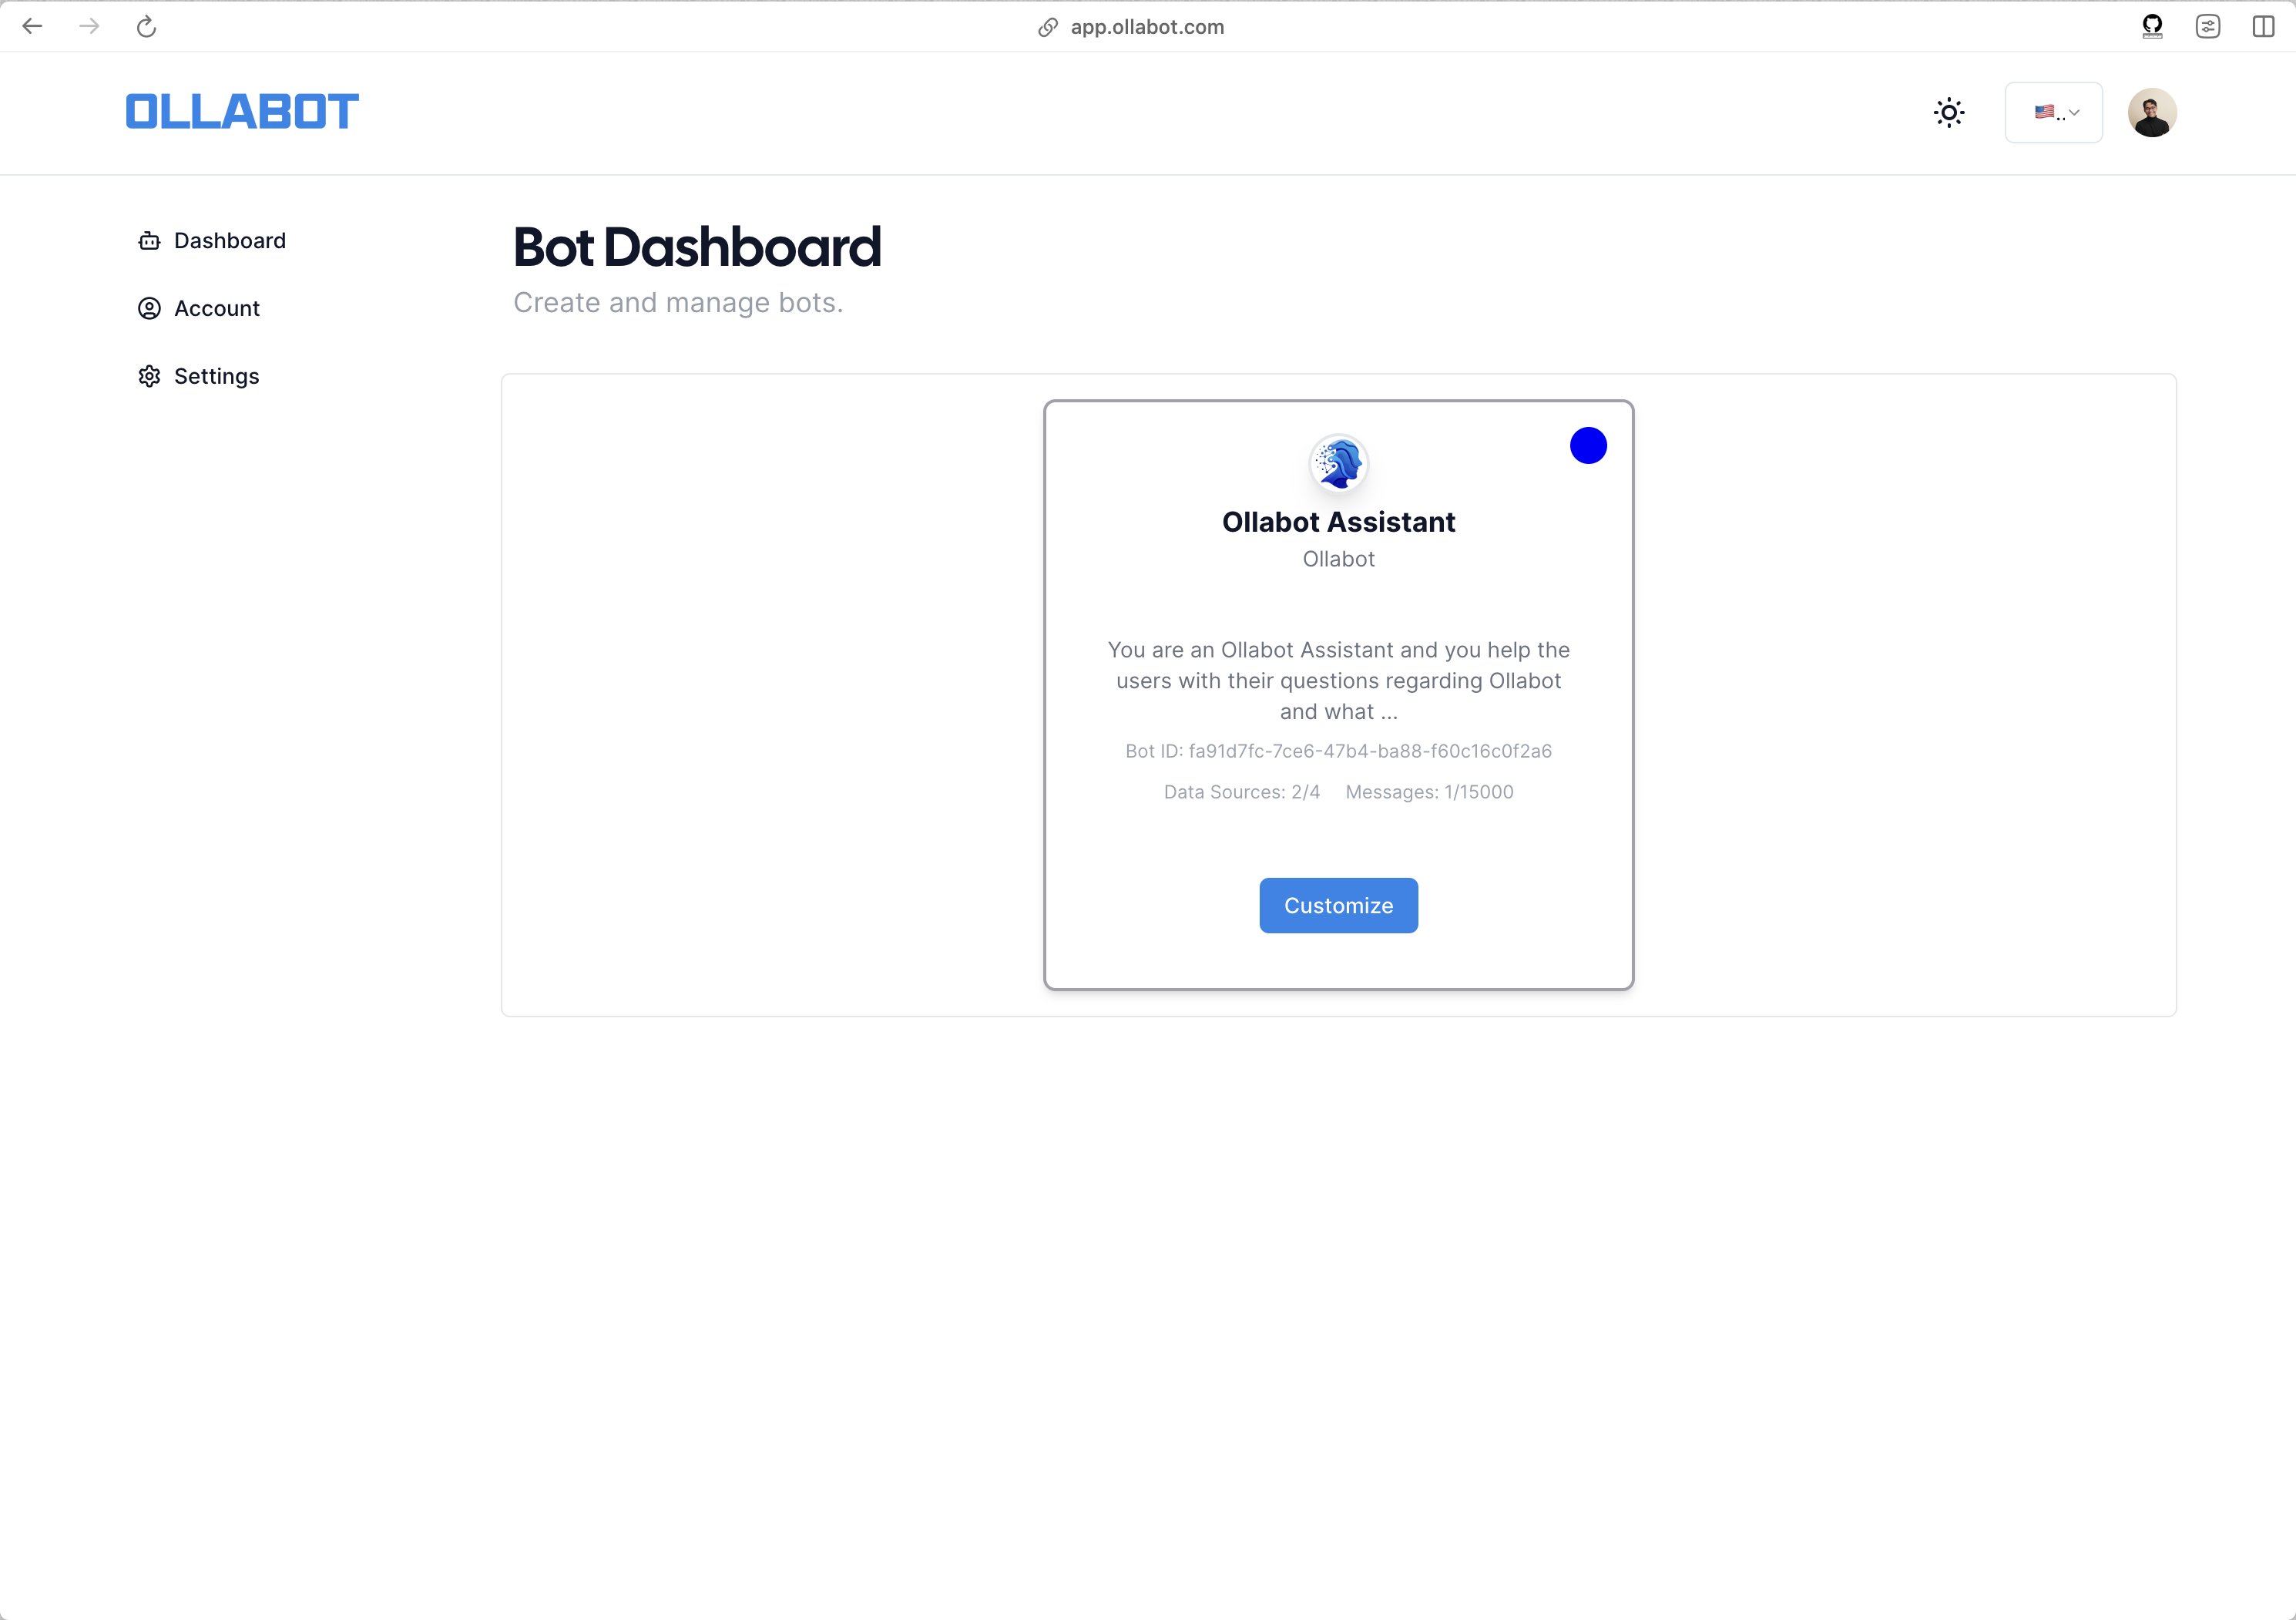 app.ollabot.com
OLLABOT
🇺🇸..
Dashboard
Account
Settings
Bot Dashboard
Create and manage bots.
Ollabot Assistant
Ollabot
You are an Ollabot Assistant and you help the
users with their questions regarding Ollabot
and what ...
Bot ID: fa91d7fc-7ce6-47b4-ba88-f60c16c0f2a6
Data Sources: 2/4 Messages: 1/15000
Customize